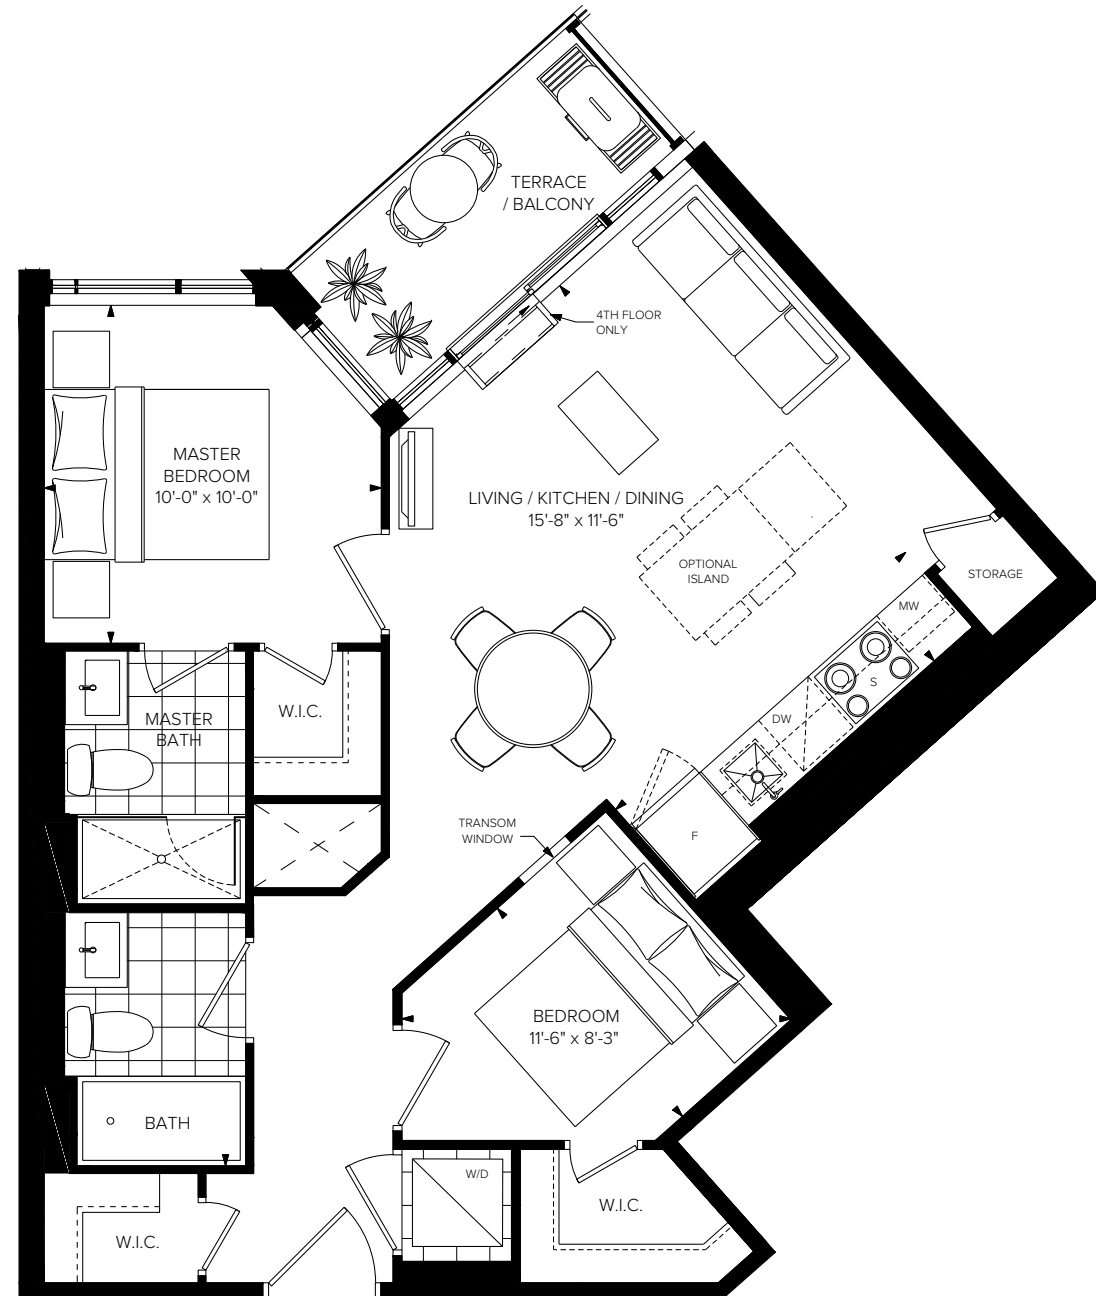 TERRACE
/ BALCONY
4TH FLOOR
ONLY
MASTER
BEDROOM
10'-0" x 10'-0"
LIVING / KITCHEN / DINING
15'-8" x 11'-6"
OPTIONAL
ISLAND
STORAGE
MW
S
DW
F
W.I.C.
MASTER
BATH
TRANSOM
WINDOW
BEDROOM
11'-6" x 8'-3"
BATH
W/D
W.I.C.
W.I.C.